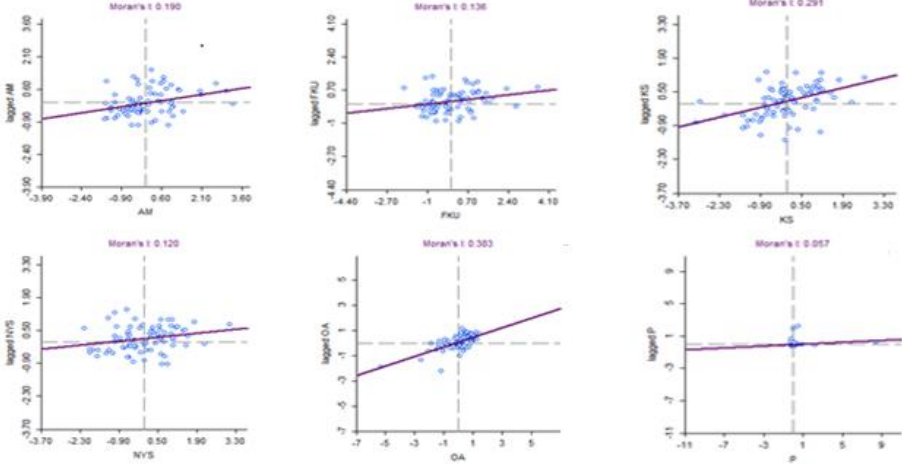 Moran's I: 0.190
3.60
2.10
0.60
-0.90
-2.40
-3.90
lagged AM
-3.90 -2.40 -0.90 0.60 2.10 3.60
AM
Moran's I: 0.136
4.10
2.40
0.70
-1
-2.70
-4.40
lagged FKU
-4.40 -2.70 -1 0.70 2.40 4.10
FKU
Moran's I: 0.291
3.30
1.90
0.50
-0.90
-2.30
-3.70
lagged KS
-3.70 -2.30 -0.90 0.50 1.90 3.30
KS
Moran's I: 0.120
3.30
1.90
0.50
-0.90
-2.30
-3.70
lagged NYS
-3.70 -2.30 -0.90 0.50 1.90 3.30
NYS
Moran's I: 0.383
5
3
1
-1
-3
-5
-7
lagged OA
-7 -5 -3 -1 1 3 5
OA
Moran's I: 0.057
9
5
1
-3
-7
-11
lagged P
-11 -7 -3 1 5 9
P